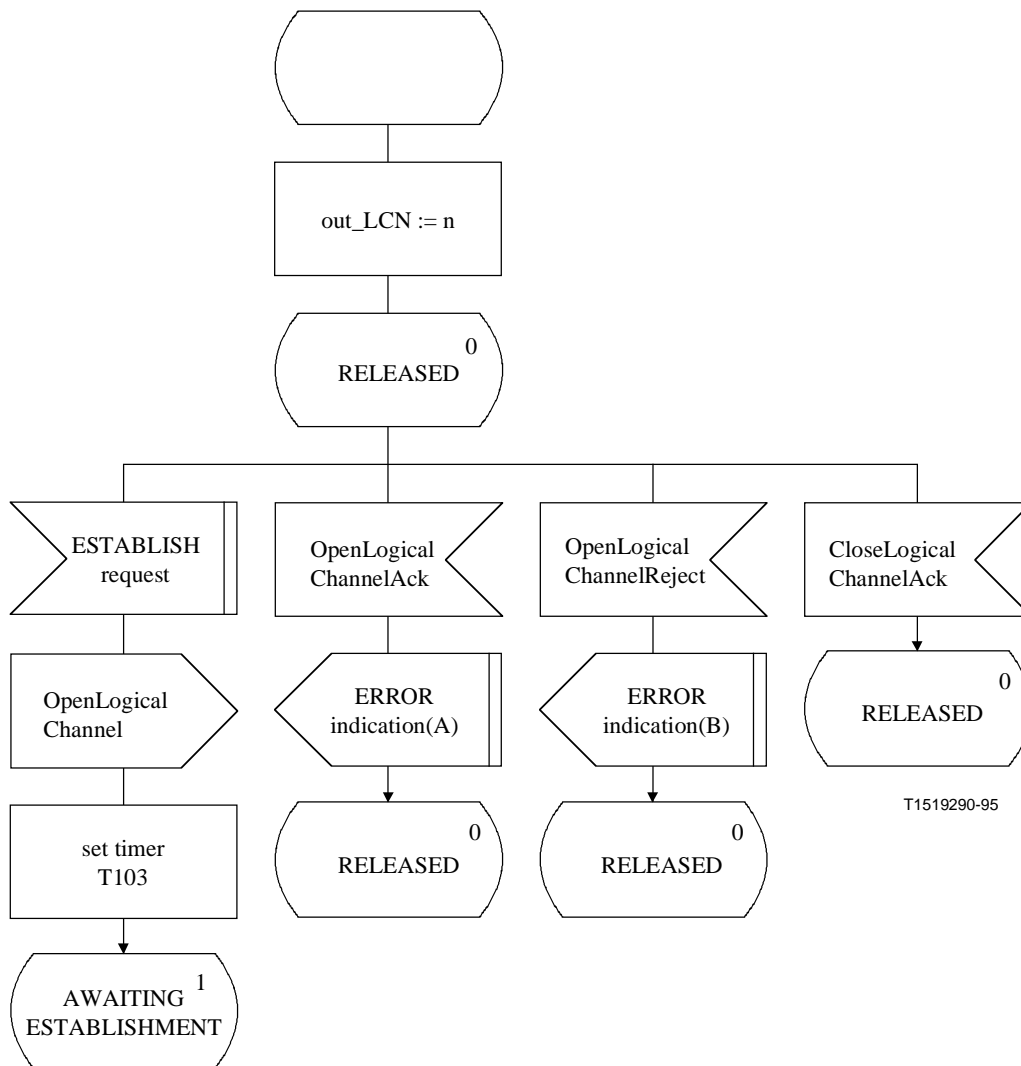 out_LCN := n
0
RELEASED
ESTABLISH
request
OpenLogical
ChannelAck
OpenLogical
ChannelReject
CloseLogical
ChannelAck
OpenLogical
Channel
ERROR
indication(A)
ERROR
indication(B)
0
RELEASED
T1519290-95
set timer
T103
0
RELEASED
0
RELEASED
1
AWAITING
ESTABLISHMENT